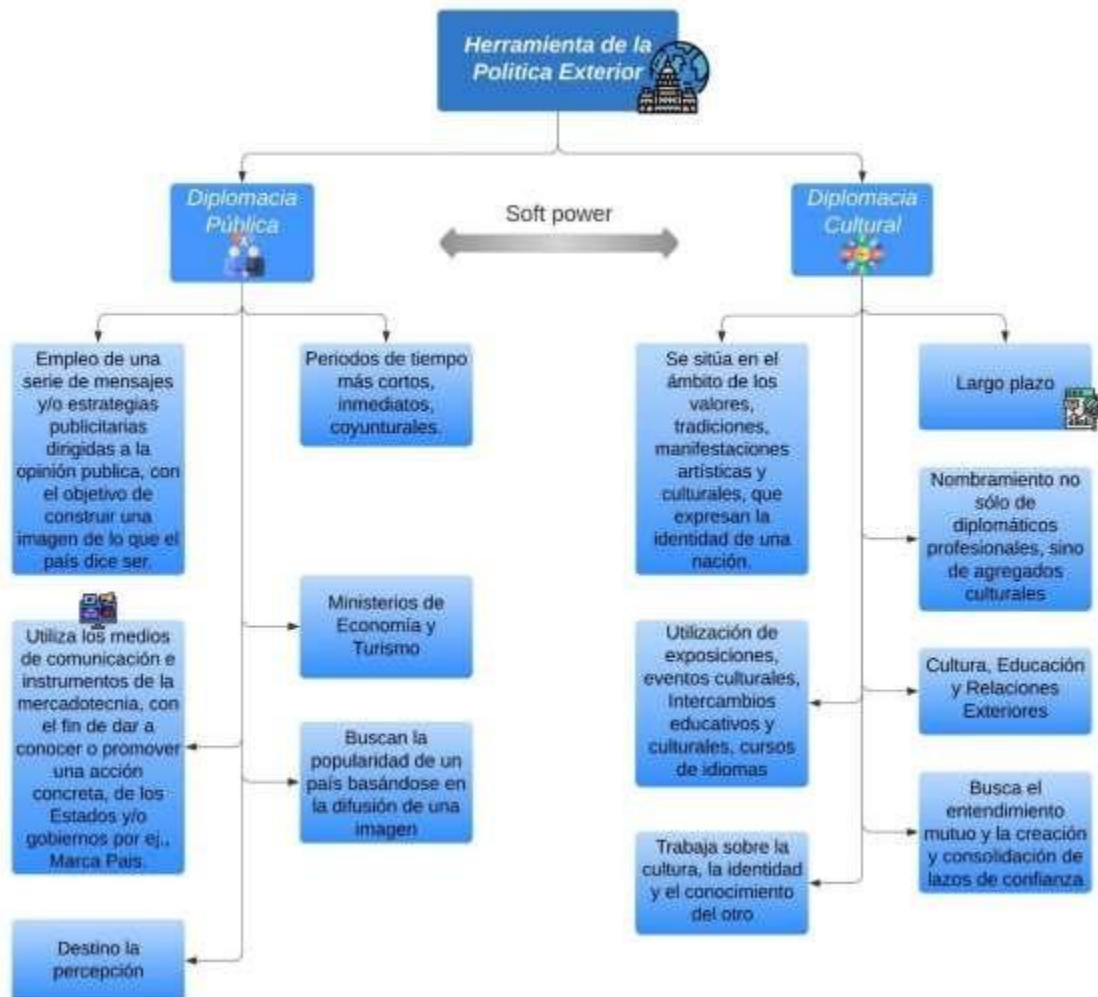 Herramienta de la
Politica Exterior
Diplomacia
Pública
Soft power
Diplomacia
Cultural
Empleo de una
serie de mensajes
y/o estrategias
publicitarias
dirigidas a la
opinión publica, con
el objetivo de
construir una
imagen de lo que el
país dice ser.
Periodos de tiempo
más cortos,
inmediatos,
coyunturales.
Utiliza los medios
de comunicación e
instrumentos de la
mercadotecnia, con
el fin de dar a
conocer o promover
una acción
concreta, de los
Estados y/o
gobiernos por ej.,
Marca Pais.
Ministerios de
Economía y
Turismo
Buscan la
popularidad de un
país basándose en
la difusión de una
imagen
Destino la
percepción
Se sitúa en el
ámbito de los
valores,
tradiciones,
manifestaciones
artísticas y
culturales, que
expresan la
identidad de una
nación.
Largo plazo
Nombramiento no
sólo de
diplomáticos
profesionales, sino
de agregados
culturales
Utilización de
exposiciones,
eventos culturales,
Intercambios
educativos y
culturales, cursos
de idiomas
Cultura, Educación
y Relaciones
Exteriores
Busca el
entendimiento
mutuo y la creación
y consolidación de
lazos de confianza
Trabaja sobre la
cultura, la identidad
y el conocimiento
del otro